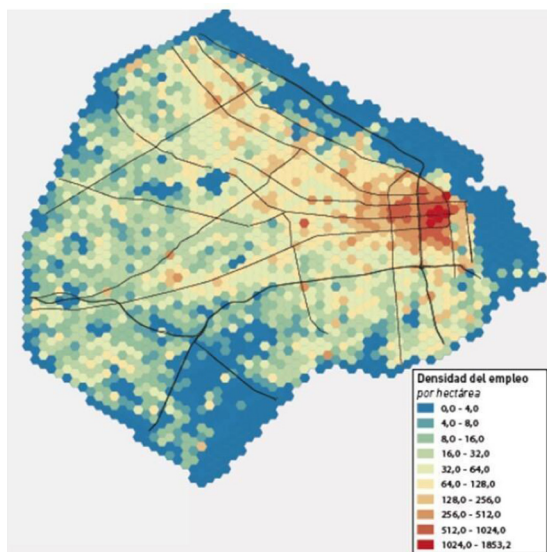 Densidad del empleo
por hectárea
0,0 - 4,0
4,0 - 8,0
8,0 - 16,0
16,0 - 32,0
32,0 - 64,0
64,0 - 128,0
128,0 - 256,0
256,0 - 512,0
512,0 - 1024,0
1024,0 - 1853,2